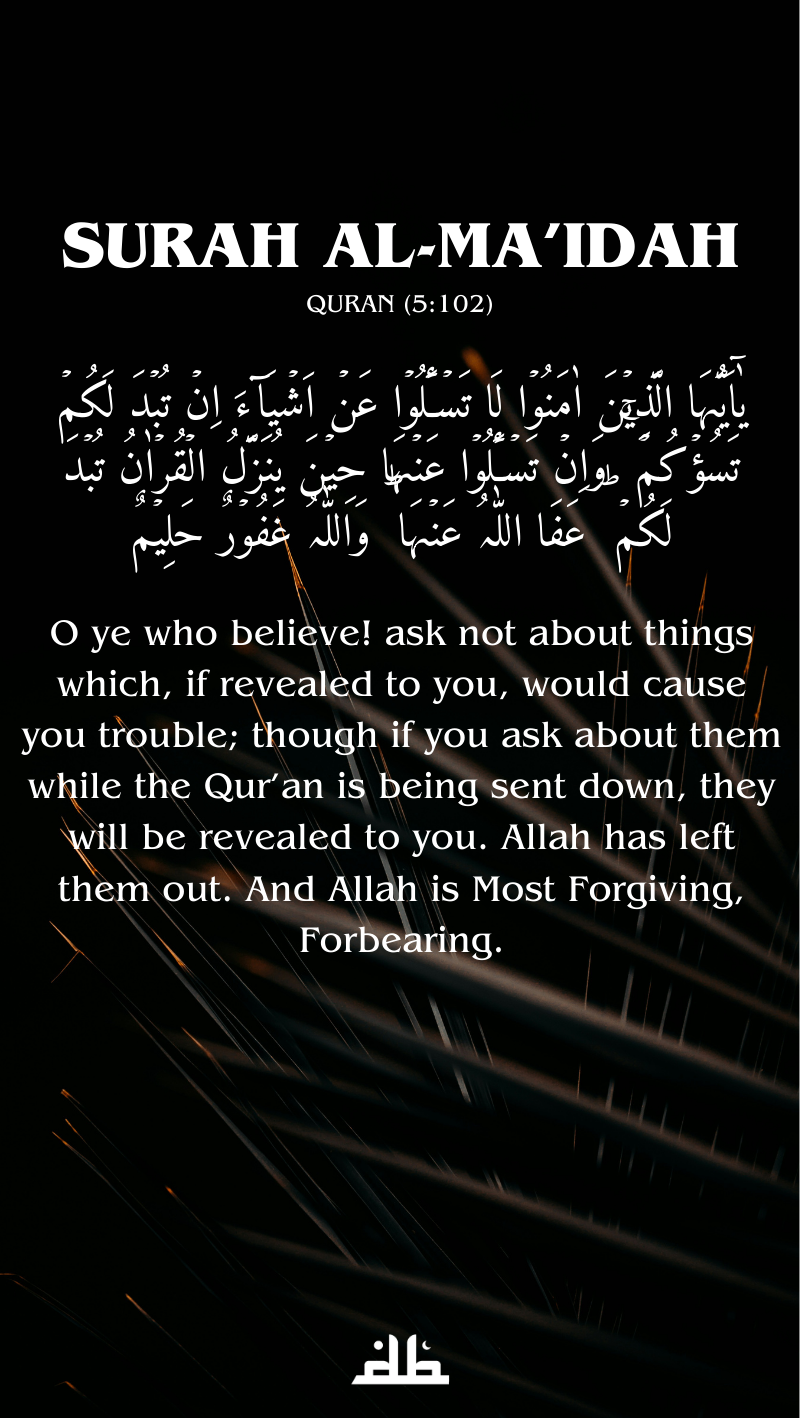 SURAH AL-MA’IDAH
QURAN (5:102)
یٰۤاَیُّہَا الَّذِیۡنَ اٰمَنُوۡا لَا تَسۡـَٔلُوۡا عَنۡ اَشۡیَآءَ اِنۡ تُبۡدَ لَکُمۡ
تَسُؤۡکُمۡ ۚ وَاِنۡ تَسۡـَٔلُوۡا عَنۡہَا حِیۡنَ یُنَزَّلُ الۡقُرۡاٰنُ تُبۡدَ
لَکُمۡ ؕ عَفَا اللّٰہُ عَنۡہَا ؕ وَاللّٰہُ غَفُوۡرٌ حَلِیۡمٌ
O ye who believe! ask not about things
which, if revealed to you, would cause
you trouble; though if you ask about them
while the Qur’an is being sent down, they
will be revealed to you. Allah has left
them out. And Allah is Most Forgiving,
Forbearing.